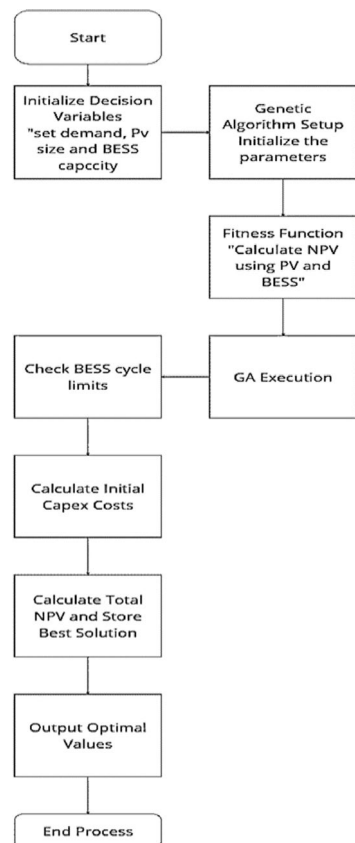 Start
Initialize Decision
Variables
"set demand, Pv
size and BESS
capccity
Genetic
Algorithm Setup
Initialize the
parameters
Fitness Function
"Calculate NPV
using PV and
BESS"
GA Execution
Check BESS cycle
limits
Calculate Initial
Capex Costs
Calculate Total
NPV and Store
Best Solution
Output Optimal
Values
End Process